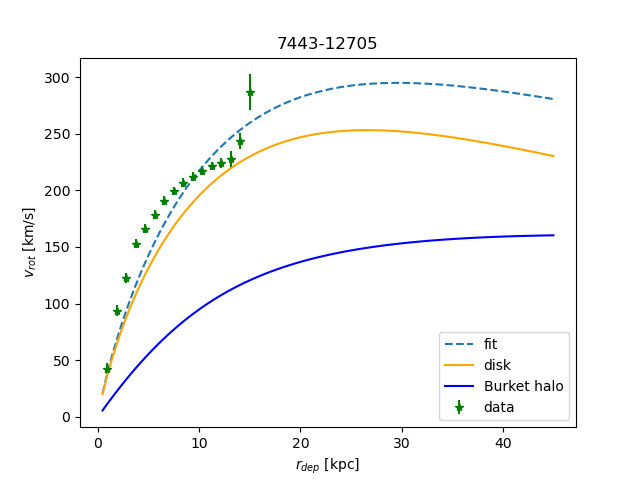 7443-12705
300
250
200
150
100
50
0
v_rot [km/s]
0 10 20 30 40
r_dep [kpc]
fit
disk
Burket halo
data